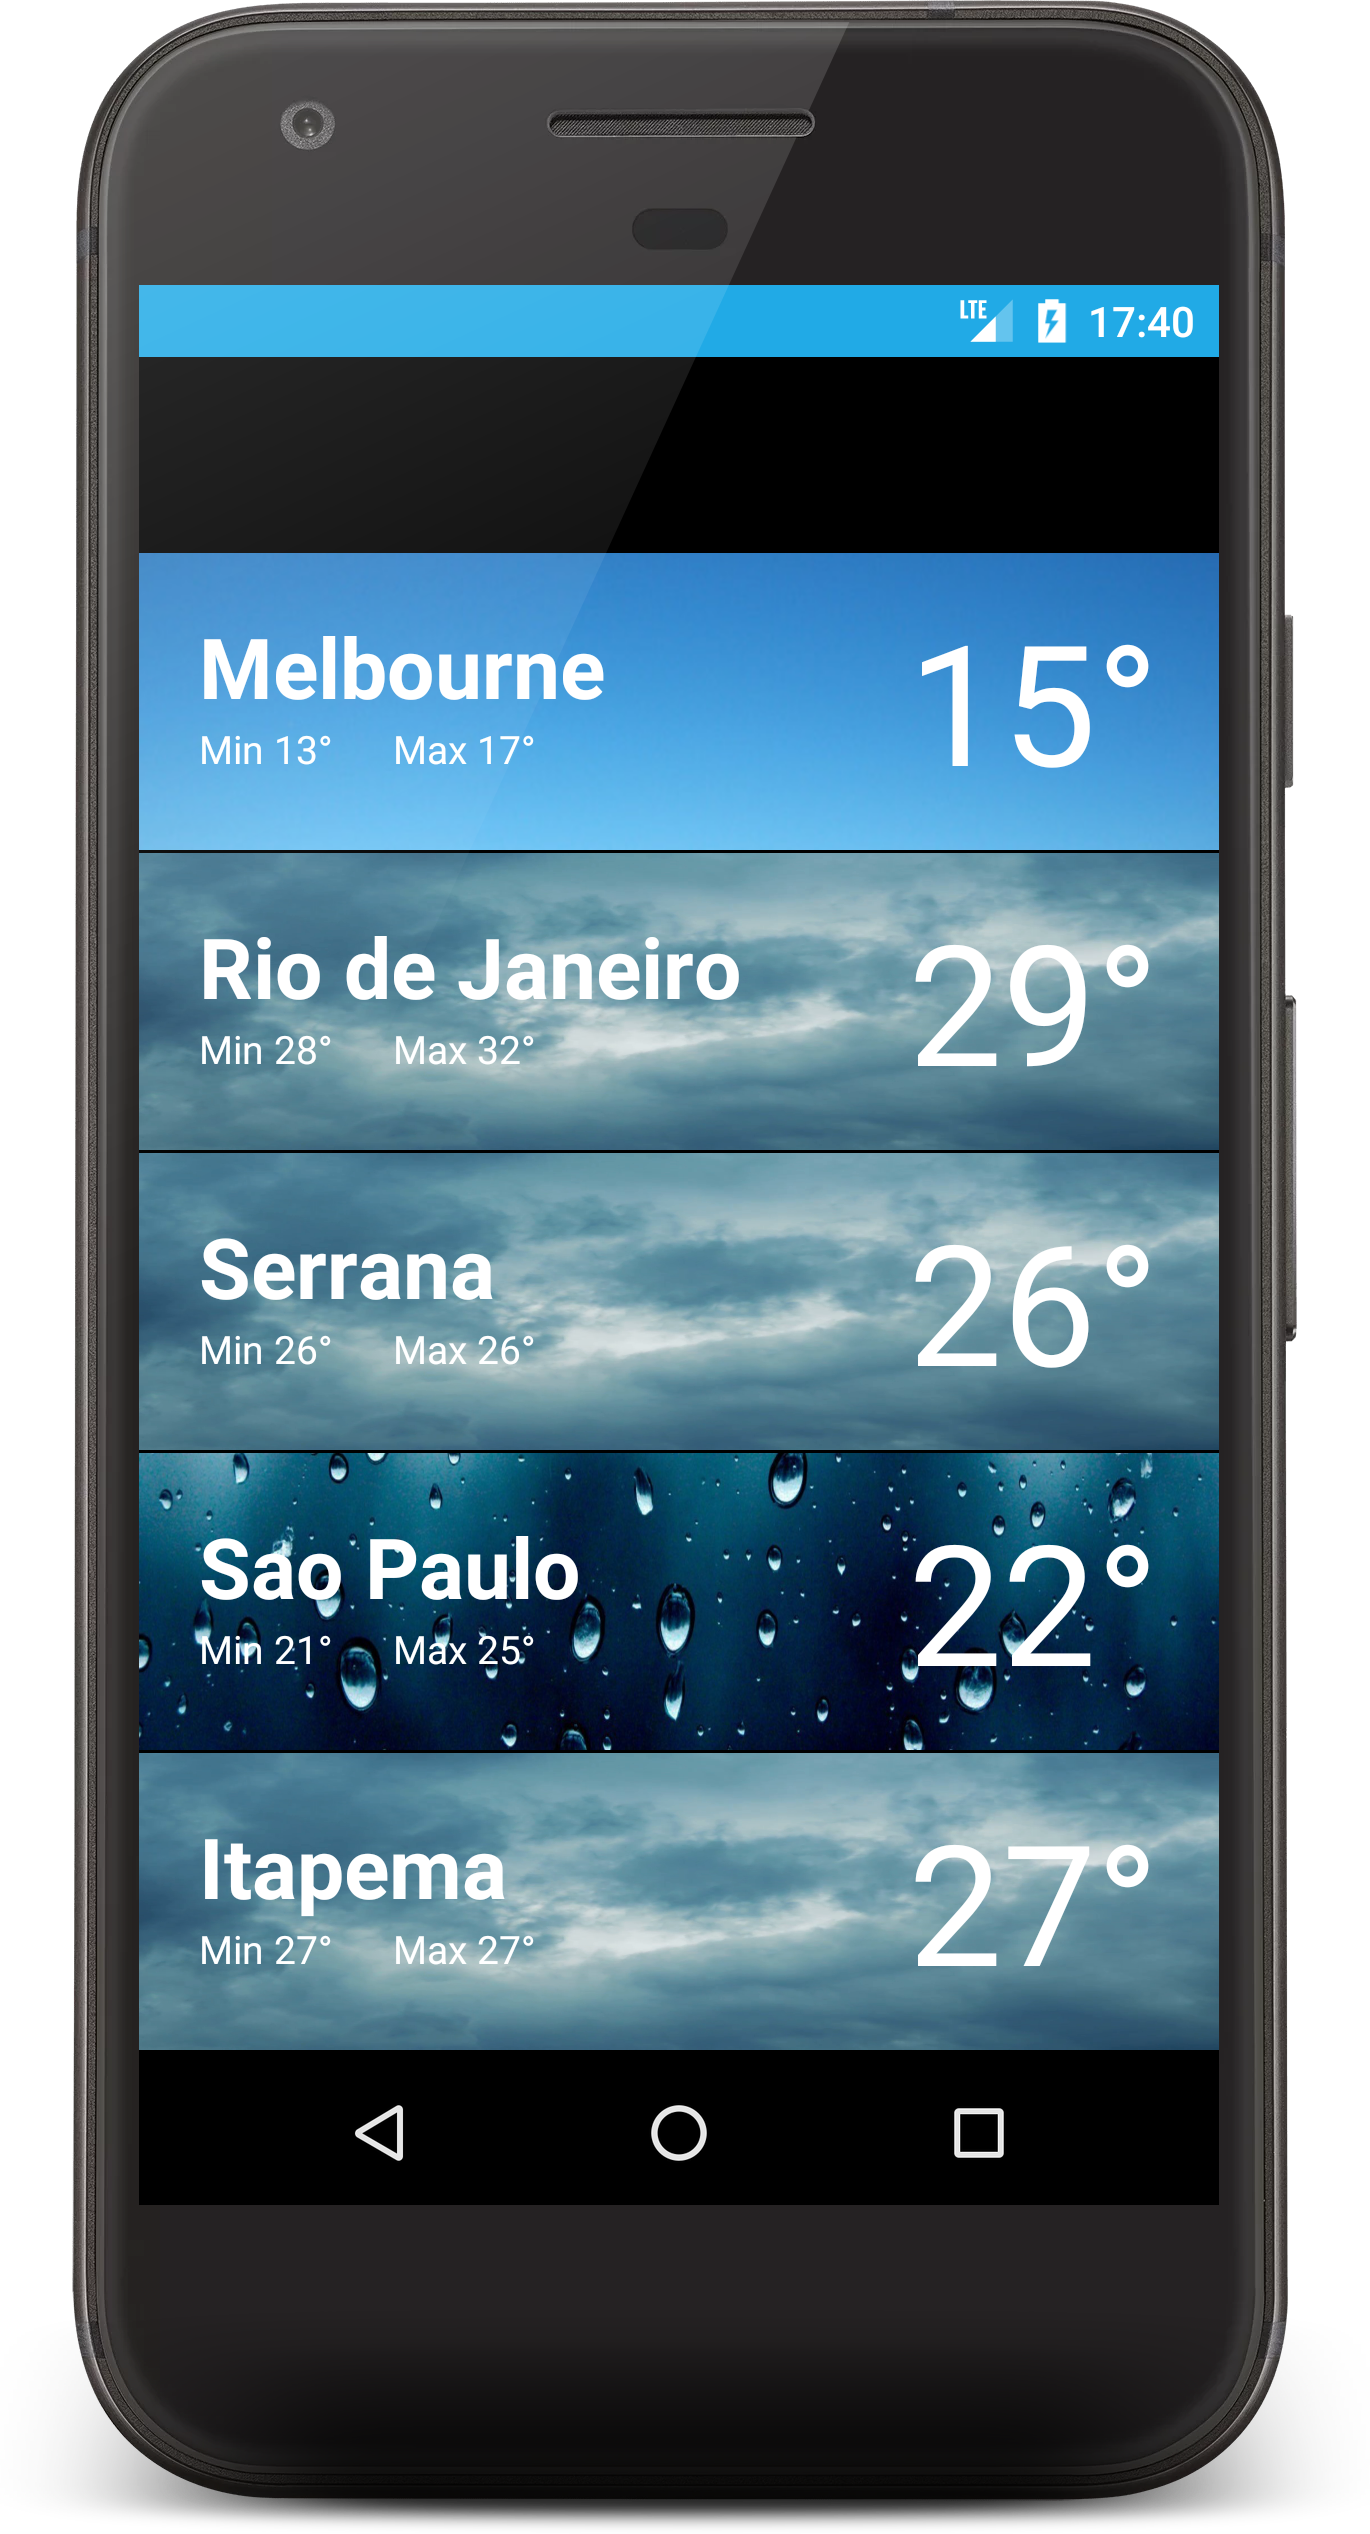 LTE 17:40
Melbourne 15°
Min 13° Max 17°
Rio de Janeiro 29°
Min 28° Max 32°
Serrana 26°
Min 26° Max 26°
Sao Paulo 22°
Min 21° Max 25°
Itapema 27°
Min 27° Max 27°